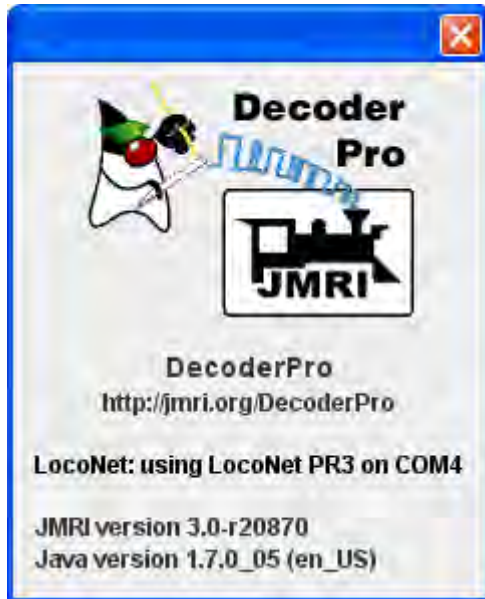 Decoder
Pro
JMRI
DecoderPro
http://jmri.org/DecoderPro
LocoNet: using LocoNet PR3 on COM4
JMRI version 3.0-r20870
Java version 1.7.0_05 (en_US)